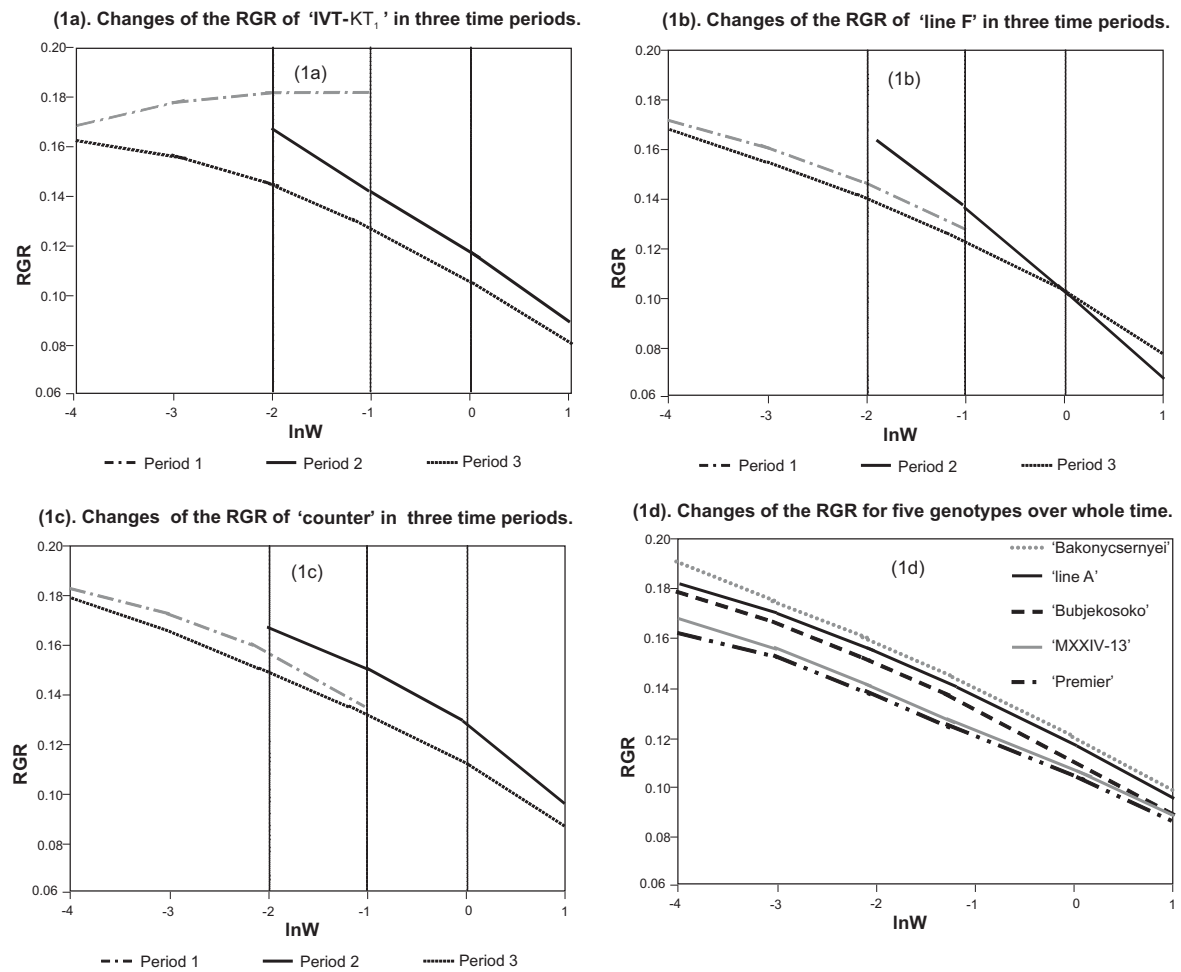 (1a). Changes of the RGR of 'IVT-KT₁' in three time periods.
(1a)
0.20
0.18
0.16
0.14
0.12
0.10
0.08
0.06
RGR
-4 -3 -2 -1 0 1
lnW
Period 1 Period 2 Period 3
(1b). Changes of the RGR of 'line F' in three time periods.
(1b)
0.20
0.18
0.16
0.14
0.12
0.10
0.08
0.06
RGR
-4 -3 -2 -1 0 1
lnW
Period 1 Period 2 Period 3
(1c). Changes of the RGR of 'counter' in three time periods.
(1c)
0.20
0.18
0.16
0.14
0.12
0.10
0.08
0.06
RGR
-4 -3 -2 -1 0 1
lnW
Period 1 Period 2 Period 3
(1d). Changes of the RGR for five genotypes over whole time.
(1d)
'Bakonycsernyei'
'line A'
'Bubjekosoko'
'MXXIV-13'
'Premier'
0.20
0.18
0.16
0.14
0.12
0.10
0.08
0.06
RGR
-4 -3 -2 -1 0 1
lnW